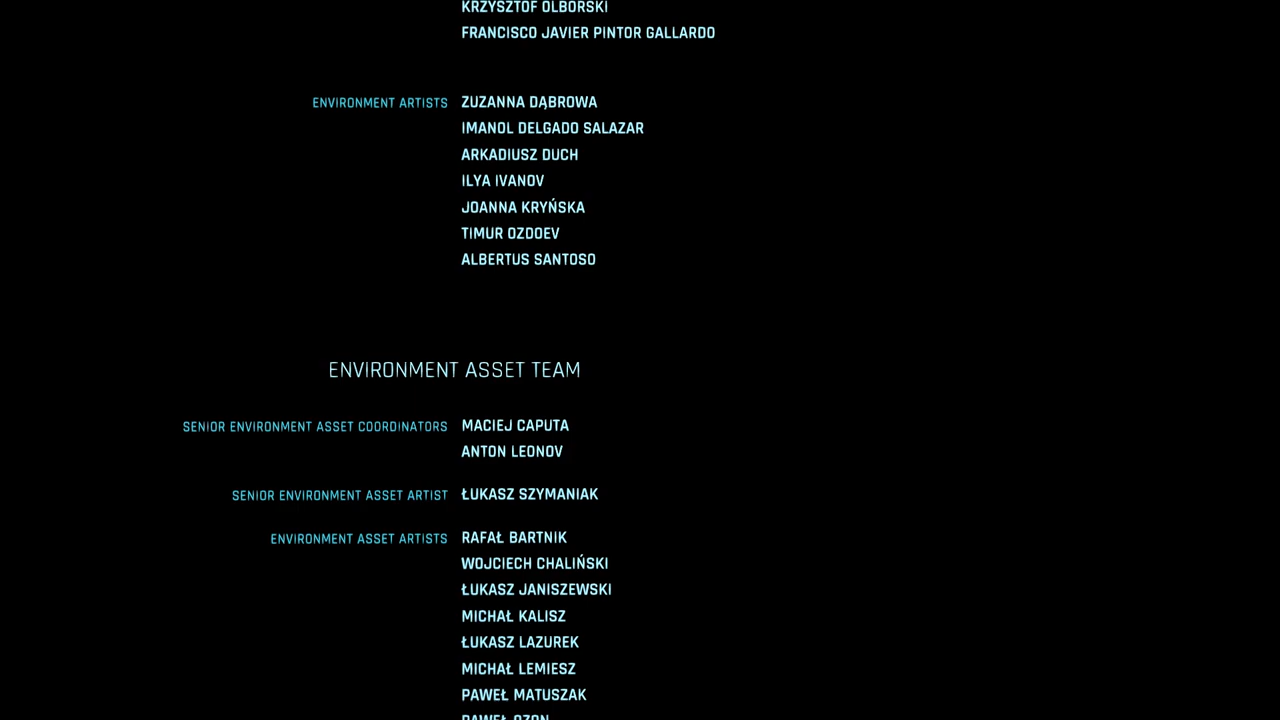 KRZYSZTOF OLBORSKI
FRANCISCO JAVIER PINTOR GALLARDO
ENVIRONMENT ARTISTS ZUZANNA DĄBROWA
IMANOL DELGADO SALAZAR
ARKADIUSZ DUCH
ILYA IVANOV
JOANNA KRYŃSKA
TIMUR OZDOEV
ALBERTUS SANTOSO
ENVIRONMENT ASSET TEAM
SENIOR ENVIRONMENT ASSET COORDINATORS MACIEJ CAPUTA
ANTON LEONOV
SENIOR ENVIRONMENT ASSET ARTIST ŁUKASZ SZYMANIAK
ENVIRONMENT ASSET ARTISTS RAFAŁ BARTNIK
WOJCIECH CHALIŃSKI
ŁUKASZ JANISZEWSKI
MICHAŁ KALISZ
ŁUKASZ LAZUREK
MICHAŁ LEMIESZ
PAWEŁ MATUSZAK
PAWEŁ OZON